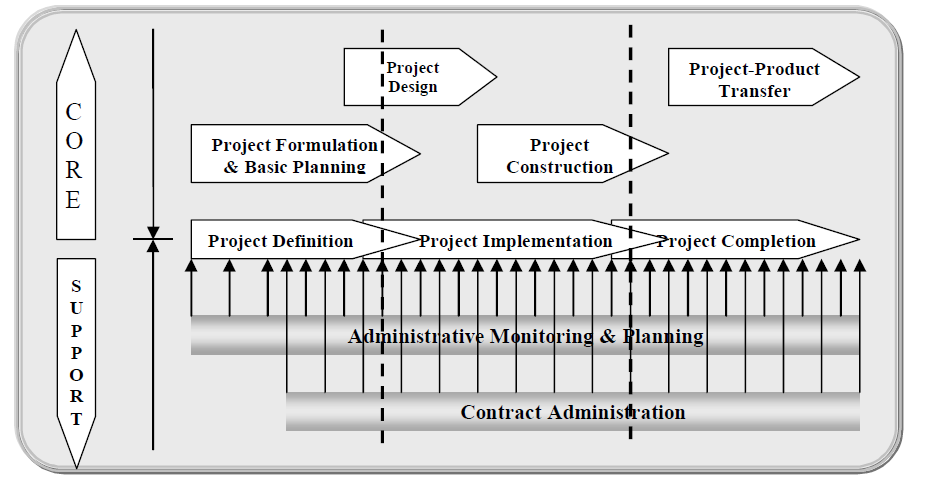 CORE
Project
Design
Project-Product
Transfer
Project Formulation
& Basic Planning
Project
Construction
Project Definition
Project Implementation
Project Completion
SUPPORT
Administrative Monitoring & Planning
Contract Administration